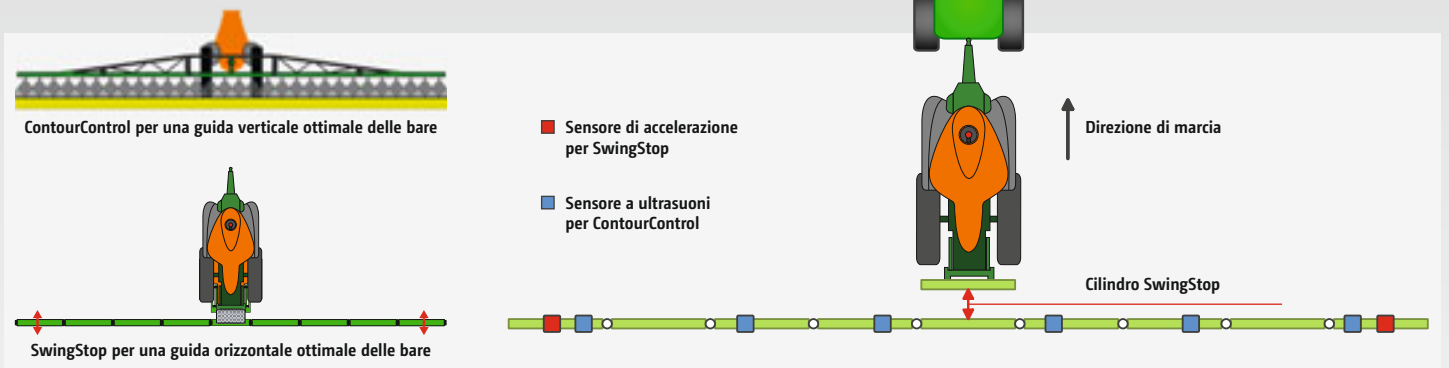 ContourControl per una guida verticale ottimale delle bare
SwingStop per una guida orizzontale ottimale delle bare
Sensore di accelerazione
per SwingStop
Sensore a ultrasuoni
per ContourControl
Direzione di marcia
Cilindro SwingStop